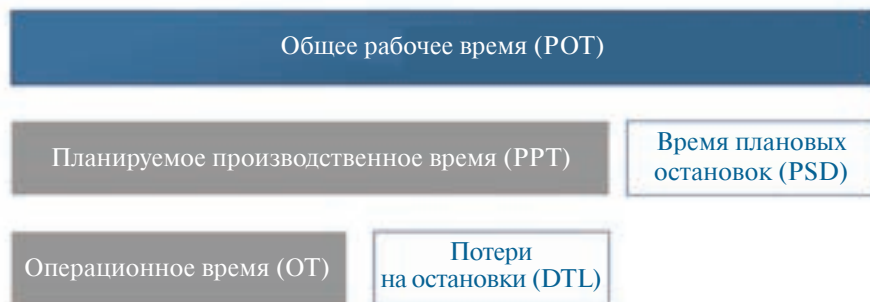 Общее рабочее время (POT)
Планируемое производственное время (PPT)
Время плановых
остановок (PSD)
Операционное время (OT)
Потери
на остановки (DTL)